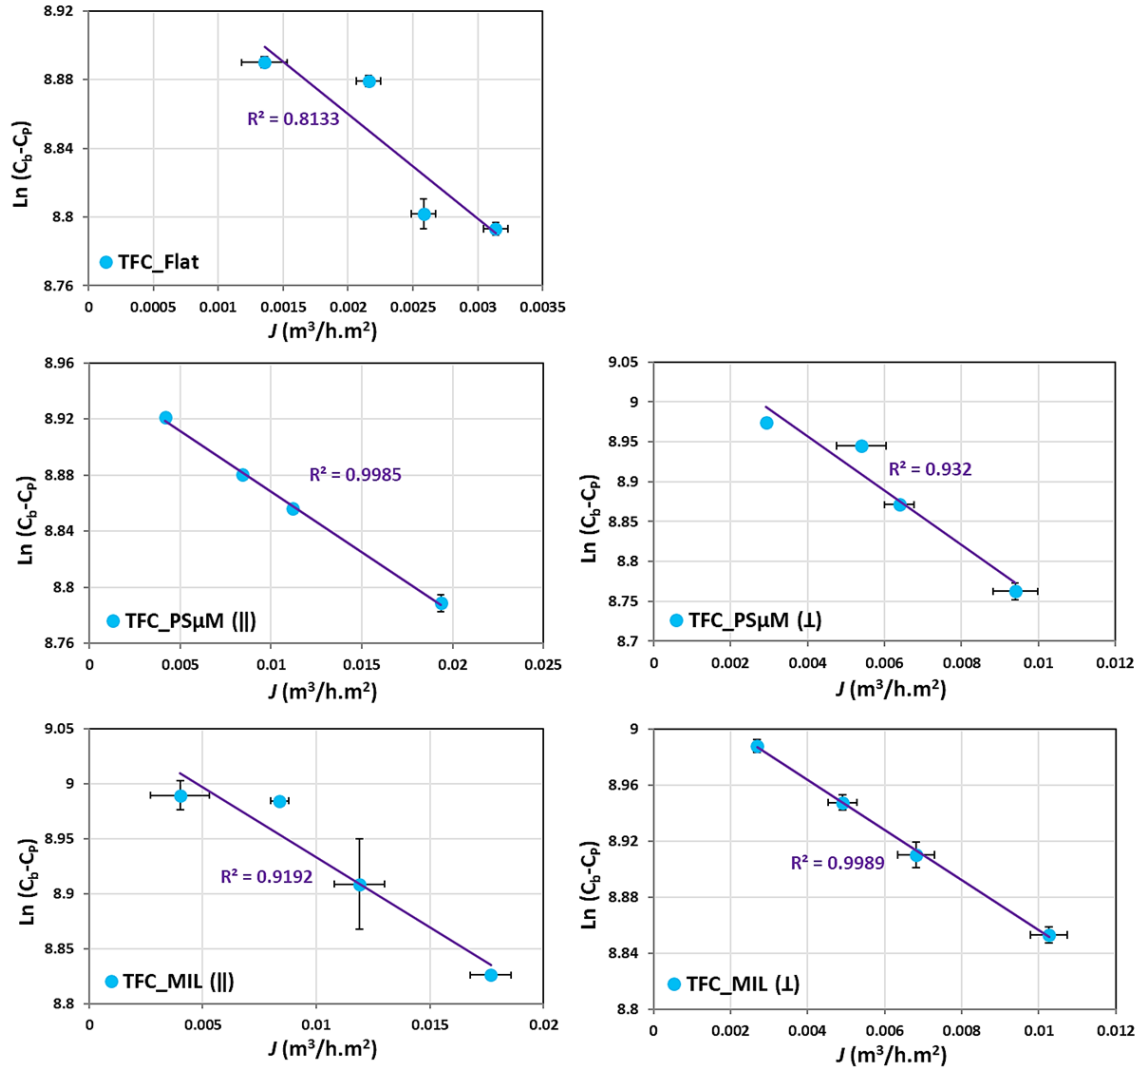 8.92
8.88
8.84
8.8
8.76
Ln (Cb-CP)
R² = 0.8133
TFC_Flat
0 0.0005 0.001 0.0015 0.002 0.0025 0.003 0.0035
J (m³/h.m²)
8.96
8.92
8.88
8.84
8.8
8.76
Ln (Cb-CP)
R² = 0.9985
TFC_PSµM (||)
0 0.005 0.01 0.015 0.02 0.025
J (m³/h.m²)
9.05
9
8.95
8.9
8.85
8.8
8.75
8.7
Ln (Cb-CP)
R² = 0.932
TFC_PSµM (⊥)
0 0.002 0.004 0.006 0.008 0.01 0.012
J (m³/h.m²)
9.05
9
8.95
8.9
8.85
8.8
Ln (Cb-CP)
R² = 0.9192
TFC_MIL (||)
0 0.005 0.01 0.015 0.02
J (m³/h.m²)
9
8.96
8.92
8.88
8.84
8.8
Ln (Cb-CP)
R² = 0.9989
TFC_MIL (⊥)
0 0.002 0.004 0.006 0.008 0.01 0.012
J (m³/h.m²)